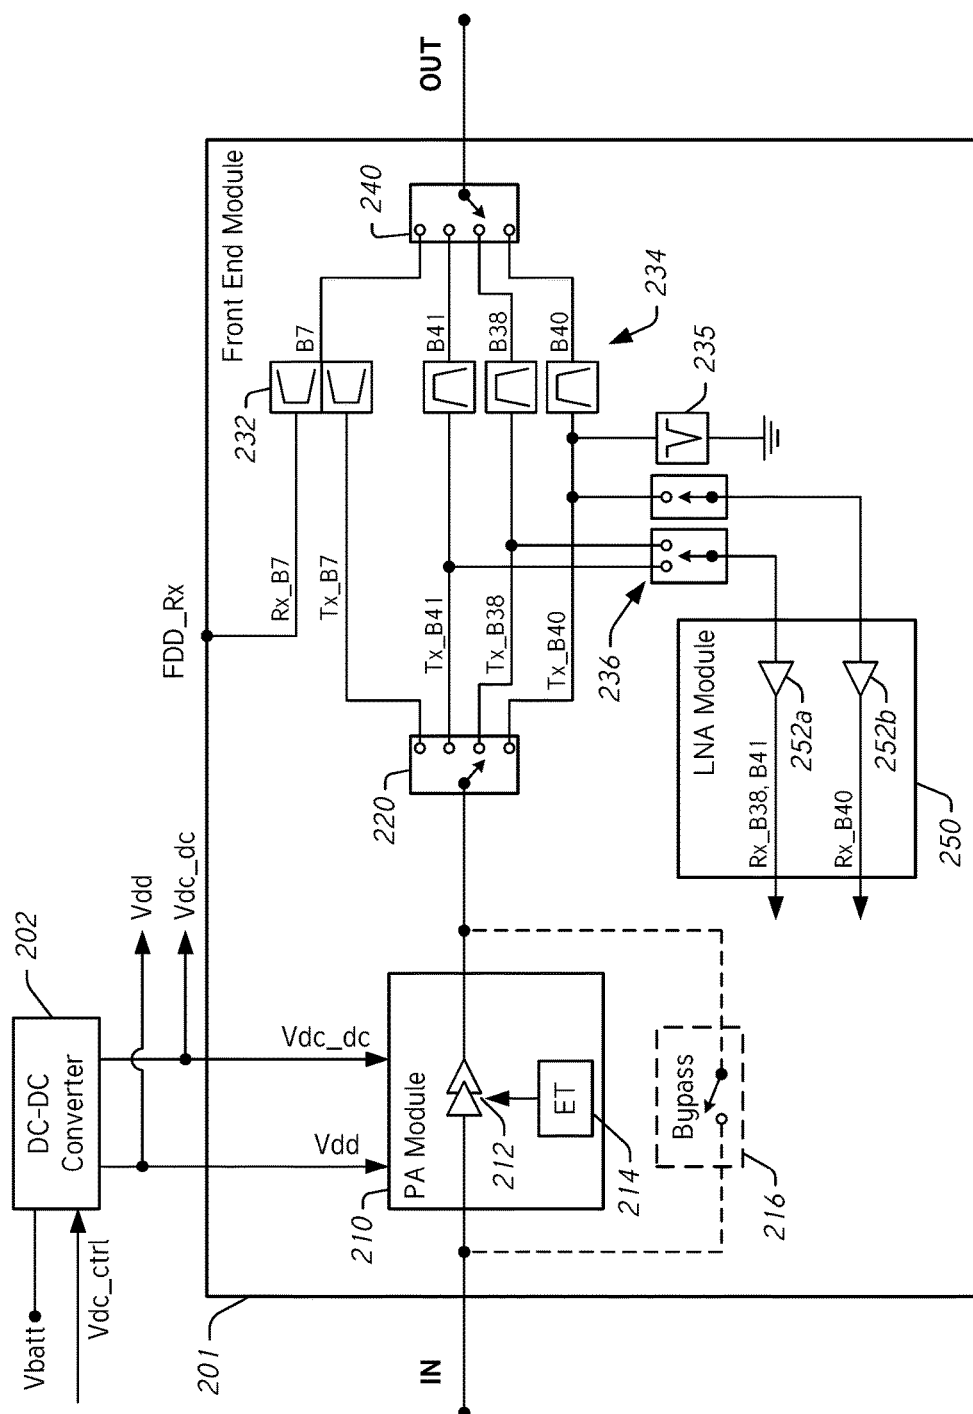 Vbatt
Vdc_ctrl
DC-DC
Converter
202
Vdd
Vdc_dc
FDD_Rx
201
Front End Module
Vdd
Vdc_dc
210
PA Module
212
ET
214
Bypass
216
IN
220
Rx_B7
Tx_B7
Tx_B41
Tx_B38
Tx_B40
232
B7
B41
B38
B40
234
235
236
240
OUT
LNA Module
Rx_B38, B41
252a
Rx_B40
252b
250